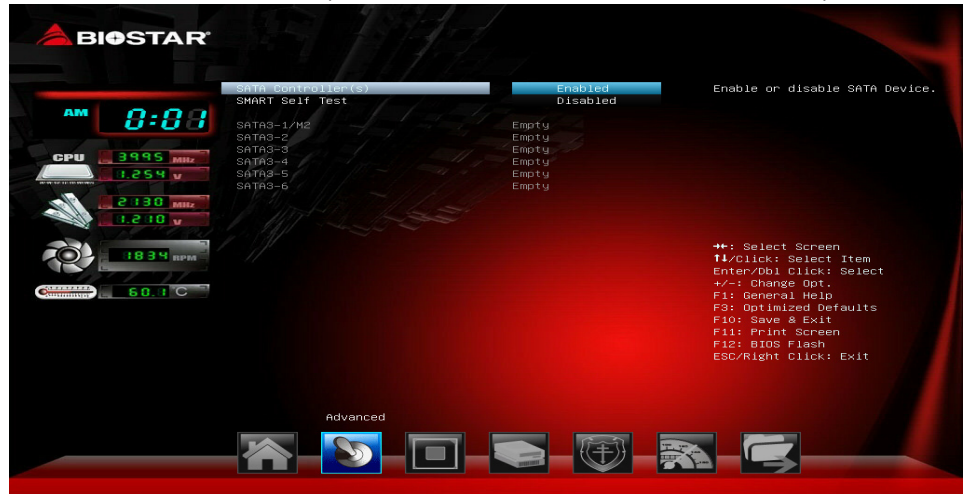 BIOSTAR
SATA Controller(s) Enabled
SMART Self Test Disabled
SATA3-1/M2 Empty
SATA3-2 Empty
SATA3-3 Empty
SATA3-4 Empty
SATA3-5 Empty
SATA3-6 Empty
Enable or disable SATA Device.
AM 0:01
CPU 3995 MHz
1.254 V
2130 MHz
1.210 V
1834 RPM
60.1 C
→←: Select Screen
↑↓/Click: Select Item
Enter/Dbl Click: Select
+/-: Change Opt.
F1: General Help
F3: Optimized Defaults
F10: Save & Exit
F11: Print Screen
F12: BIOS Flash
ESC/Right Click: Exit
Advanced